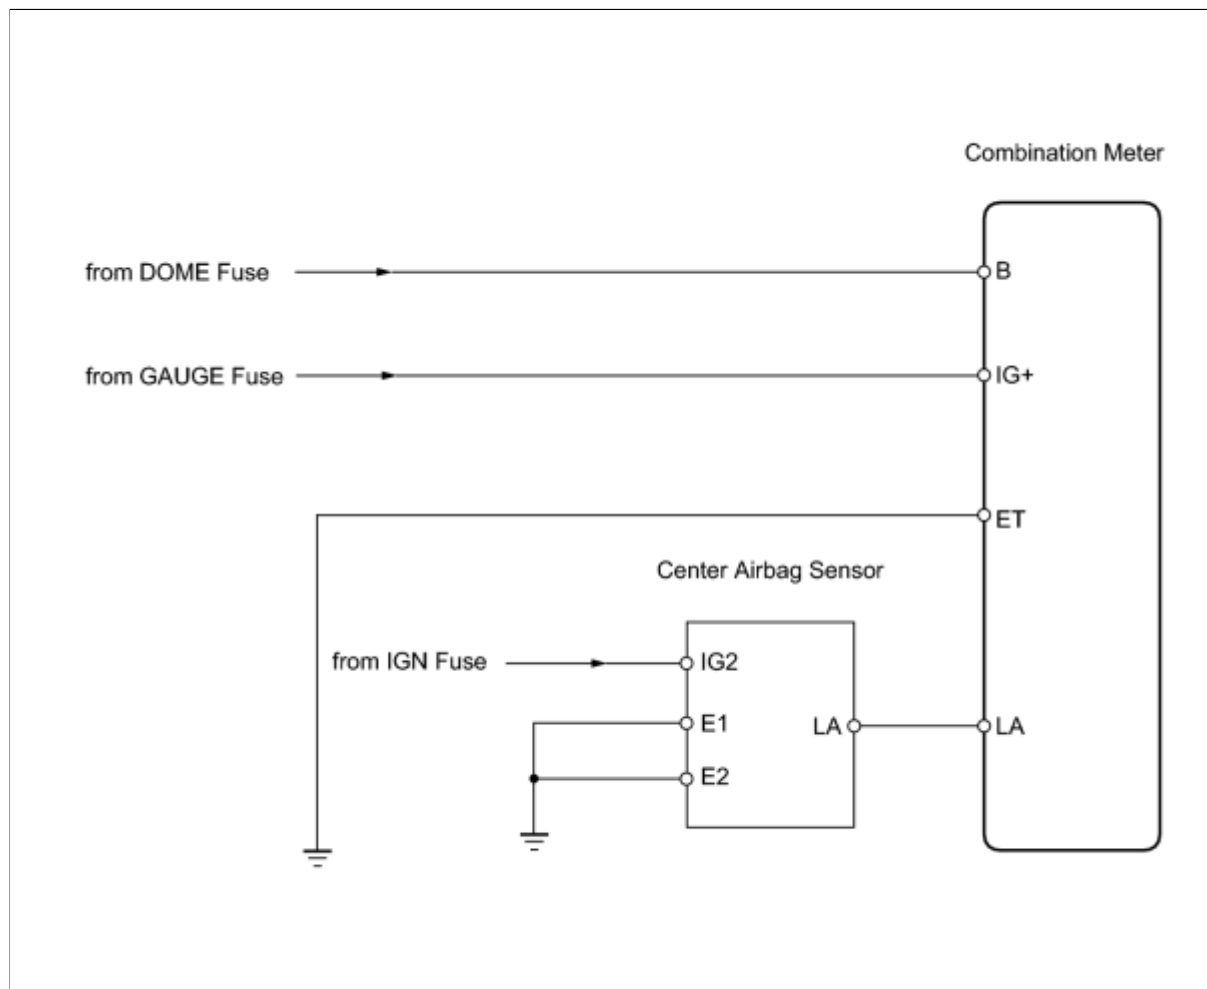 Combination Meter
from DOME Fuse
B
from GAUGE Fuse
IG+
ET
Center Airbag Sensor
from IGN Fuse
IG2
E1
LA
LA
E2